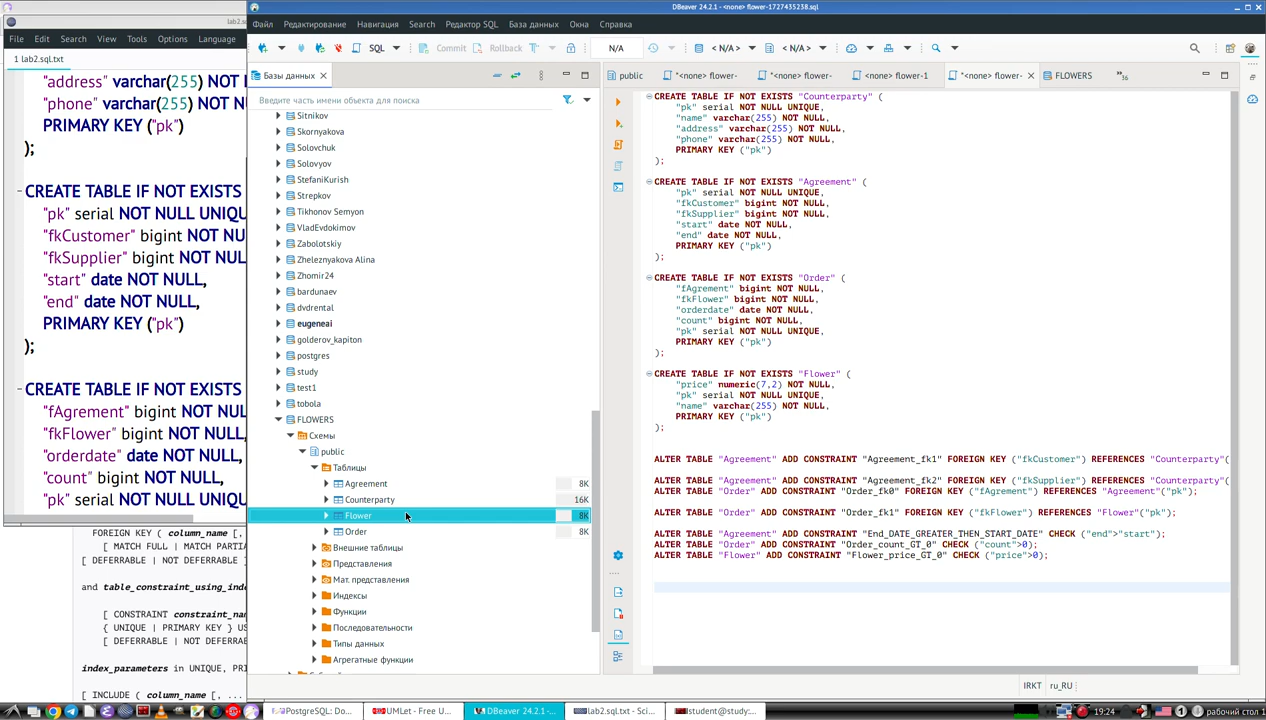 lab2.sql
File Edit Search View Tools Options Language
1 lab2.sql.txt
"address" varchar(255) NOT
"phone" varchar(255) NOT N
PRIMARY KEY ("pk")
);
CREATE TABLE IF NOT EXISTS
"pk" serial NOT NULL UNIQU
"fkCustomer" bigint NOT NU
"fkSupplier" bigint NOT NUL
"start" date NOT NULL,
"end" date NOT NULL,
PRIMARY KEY ("pk")
);
CREATE TABLE IF NOT EXISTS
"fAgrement" bigint NOT NUL
"fkFlower" bigint NOT NULL,
"orderdate" date NOT NULL,
"count" bigint NOT NULL,
"pk" serial NOT NULL UNIQU
FOREIGN KEY ( column_name [,
[ MATCH FULL | MATCH PARTIA
[ DEFERRABLE | NOT DEFERRABLE ]
and table_constraint_using_inde
[ CONSTRAINT constraint_na
{ UNIQUE | PRIMARY KEY } US
[ DEFERRABLE | NOT DEFERRAB
index_parameters in UNIQUE, PRI
[ INCLUDE ( column_name [, ...
DBeaver 24.2.1 - <none> flower-1727435238.sql
Файл Редактирование Навигация Search Редактор SQL База данных Окна Справка
SQL Commit Rollback T N/A < N/A > < N/A >
Базы данных
Введите часть имени объекта для поиска
Sitnikov
Skornyakova
Solovchuk
Solovyov
StefaniKurish
Strepkov
Tikhonov Semyon
VladEvdokimov
Zabolotskiy
Zheleznyakova Alina
Zhomir24
bardunaev
dvdrental
eugeneai
golderov_kapiton
postgres
study
test1
tobola
FLOWERS
Схемы
public
Таблицы
Agreement 8K
Counterparty 16K
Flower 8K
Order 8K
Внешние таблицы
Представления
Мат. представления
Индексы
Функции
Последовательности
Типы данных
Агрегатные функции
public *<none> flower- *<none> flower- <none> flower-1 *<none> flower- FLOWERS »36
CREATE TABLE IF NOT EXISTS "Counterparty" (
"pk" serial NOT NULL UNIQUE,
"name" varchar(255) NOT NULL,
"address" varchar(255) NOT NULL,
"phone" varchar(255) NOT NULL,
PRIMARY KEY ("pk")
);
CREATE TABLE IF NOT EXISTS "Agreement" (
"pk" serial NOT NULL UNIQUE,
"fkCustomer" bigint NOT NULL,
"fkSupplier" bigint NOT NULL,
"start" date NOT NULL,
"end" date NOT NULL,
PRIMARY KEY ("pk")
);
CREATE TABLE IF NOT EXISTS "Order" (
"fAgrement" bigint NOT NULL,
"fkFlower" bigint NOT NULL,
"orderdate" date NOT NULL,
"count" bigint NOT NULL,
"pk" serial NOT NULL UNIQUE,
PRIMARY KEY ("pk")
);
CREATE TABLE IF NOT EXISTS "Flower" (
"price" numeric(7,2) NOT NULL,
"pk" serial NOT NULL UNIQUE,
"name" varchar(255) NOT NULL,
PRIMARY KEY ("pk")
);
ALTER TABLE "Agreement" ADD CONSTRAINT "Agreement_fk1" FOREIGN KEY ("fkCustomer") REFERENCES "Counterparty"(
ALTER TABLE "Agreement" ADD CONSTRAINT "Agreement_fk2" FOREIGN KEY ("fkSupplier") REFERENCES "Counterparty"(
ALTER TABLE "Order" ADD CONSTRAINT "Order_fk0" FOREIGN KEY ("fAgrement") REFERENCES "Agreement"("pk");
ALTER TABLE "Order" ADD CONSTRAINT "Order_fk1" FOREIGN KEY ("fkFlower") REFERENCES "Flower"("pk");
ALTER TABLE "Agreement" ADD CONSTRAINT "End_DATE_GREATER_THEN_START_DATE" CHECK ("end">"start");
ALTER TABLE "Order" ADD CONSTRAINT "Order_count_GT_0" CHECK ("count">0);
ALTER TABLE "Flower" ADD CONSTRAINT "Flower_price_GT_0" CHECK ("price">0);
IRKT ru_RU
PostgreSQL: Do... UMLet - Free U... DBeaver 24.2.1 -... lab2.sql.txt - Sci... student@study:... 19:24 рабочий стол 1